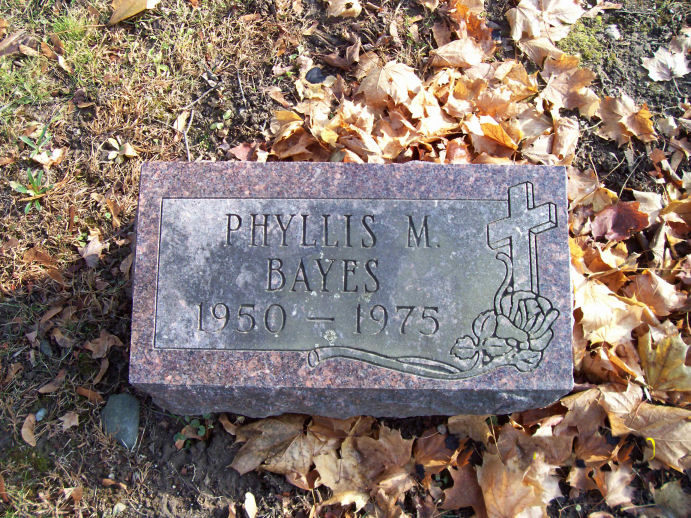 PHYLLIS M.
BAYES
1950 – 1975